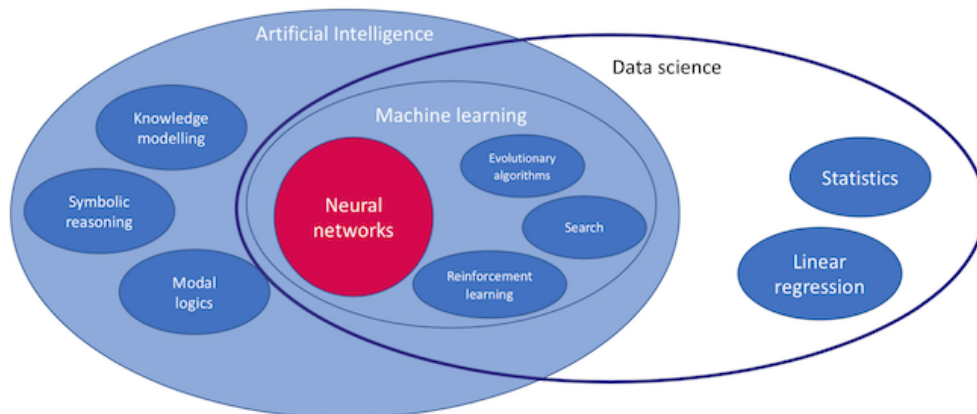 Artificial Intelligence
Data science
Knowledge
modelling
Machine learning
Evolutionary
algorithms
Statistics
Symbolic
reasoning
Neural
networks
Search
Modal
logics
Reinforcement
learning
Linear
regression